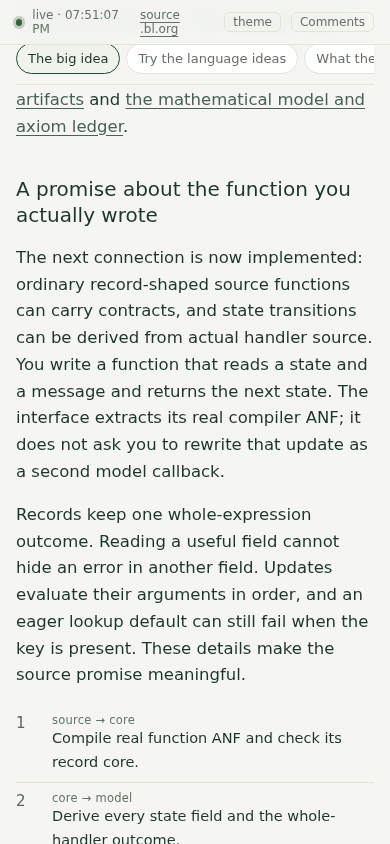 live · 07:51:07 PM
source.bl.org
theme
Comments
The big idea
Try the language ideas
What the
artifacts and the mathematical model and
axiom ledger.
A promise about the function you
actually wrote
The next connection is now implemented:
ordinary record-shaped source functions
can carry contracts, and state transitions
can be derived from actual handler source.
You write a function that reads a state and
a message and returns the next state. The
interface extracts its real compiler ANF; it
does not ask you to rewrite that update as
a second model callback.
Records keep one whole-expression
outcome. Reading a useful field cannot
hide an error in another field. Updates
evaluate their arguments in order, and an
eager lookup default can still fail when the
key is present. These details make the
source promise meaningful.
1
source → core
Compile real function ANF and check its
record core.
2
core → model
Derive every state field and the whole-
handler outcome.